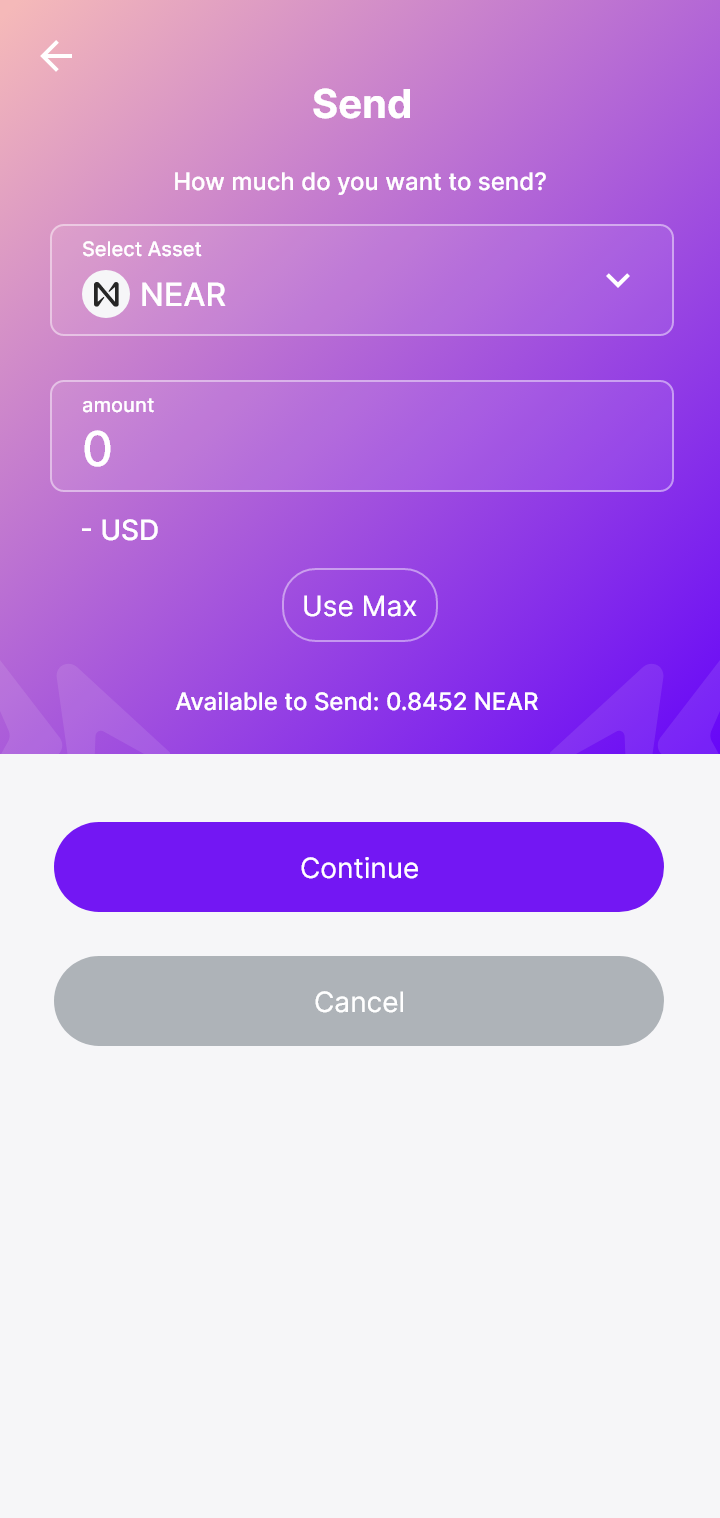 Send
How much do you want to send?
Select Asset
NEAR
amount
0
- USD
Use Max
Available to Send: 0.8452 NEAR
Continue
Cancel